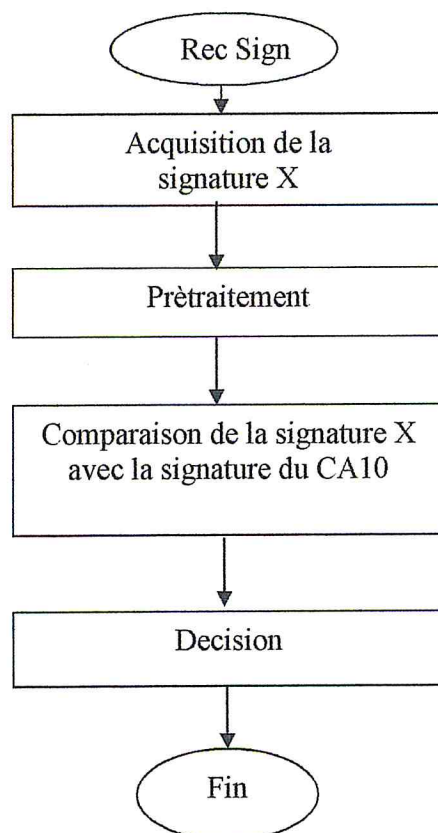 Rec Sign
Acquisition de la
signature X
Prètraitement
Comparaison de la signature X
avec la signature du CA10
Decision
Fin